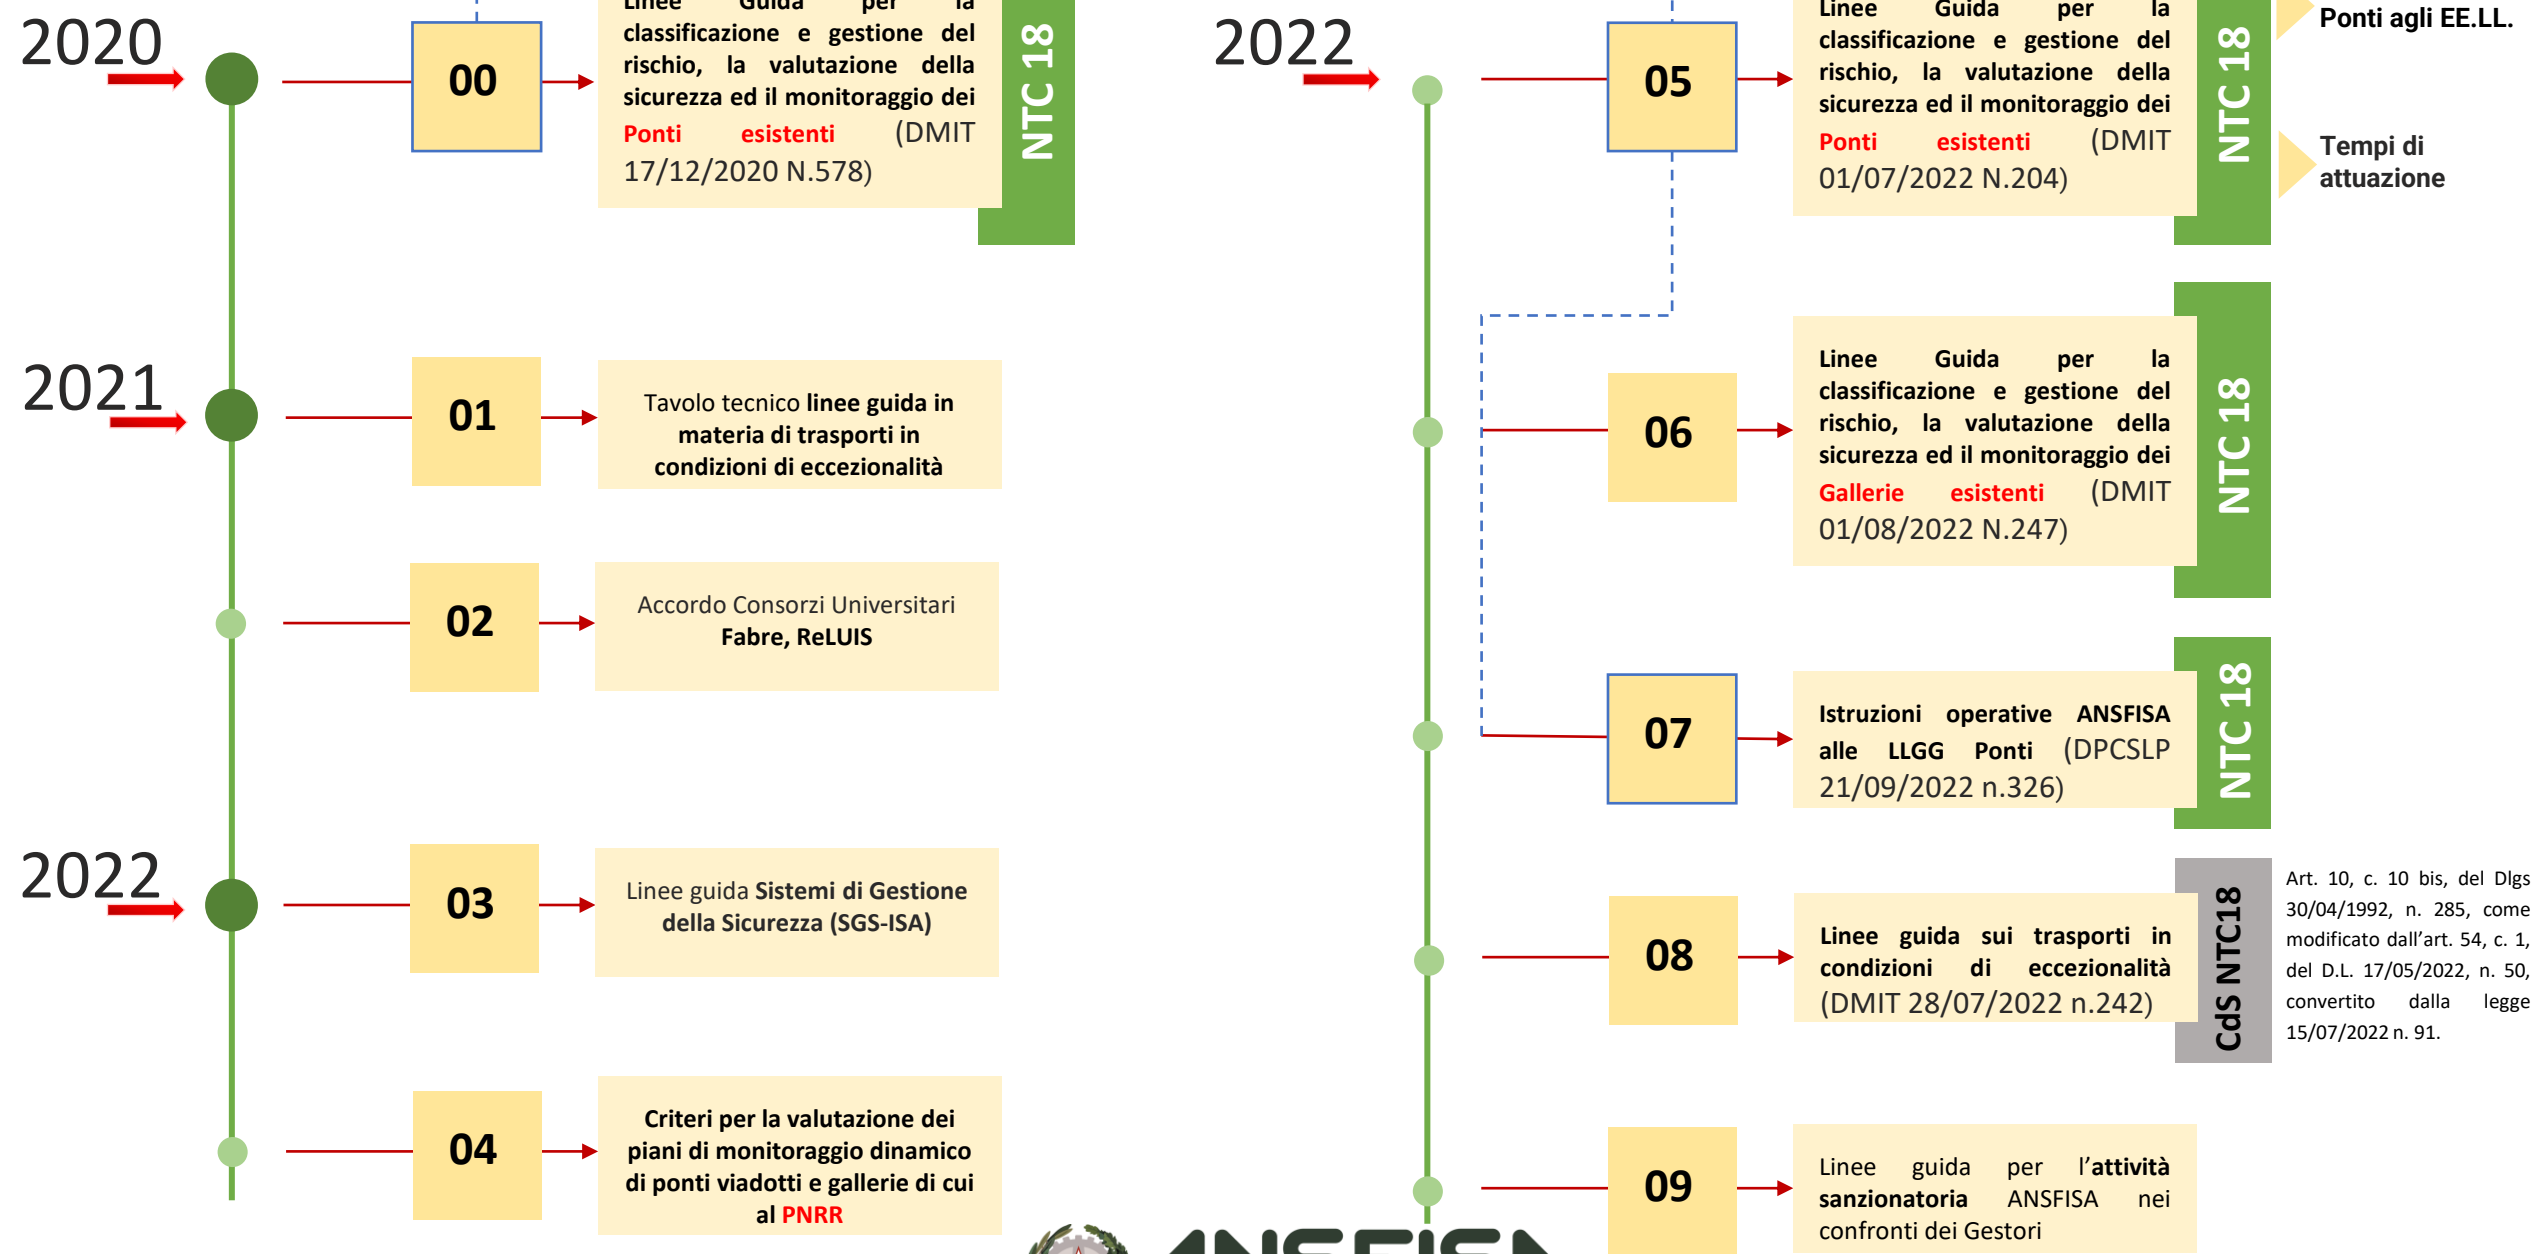 2020
00
Linee Guida per la
classificazione e gestione del
rischio, la valutazione della
sicurezza ed il monitoraggio dei
Ponti esistenti (DMIT
17/12/2020 N.578)
NTC 18
2021
01
Tavolo tecnico linee guida in
materia di trasporti in
condizioni di eccezionalità
02
Accordo Consorzi Universitari
Fabre, ReLUIS
2022
03
Linee guida Sistemi di Gestione
della Sicurezza (SGS-ISA)
04
Criteri per la valutazione dei
piani di monitoraggio dinamico
di ponti viadotti e gallerie di cui
al PNRR
2022
05
Linee Guida per la
classificazione e gestione del
rischio, la valutazione della
sicurezza ed il monitoraggio dei
Ponti esistenti (DMIT
01/07/2022 N.204)
NTC 18
Ponti agli EE.LL.
Tempi di
attuazione
06
Linee Guida per la
classificazione e gestione del
rischio, la valutazione della
sicurezza ed il monitoraggio dei
Gallerie esistenti (DMIT
01/08/2022 N.247)
NTC 18
07
Istruzioni operative ANSFISA
alle LLGG Ponti (DPCSLP
21/09/2022 n.326)
NTC 18
08
Linee guida sui trasporti in
condizioni di eccezionalità
(DMIT 28/07/2022 n.242)
CdS NTC18
Art. 10, c. 10 bis, del Dlgs
30/04/1992, n. 285, come
modificato dall’art. 54, c. 1,
del D.L. 17/05/2022, n. 50,
convertito dalla legge
15/07/2022 n. 91.
09
Linee guida per l’attività
sanzionatoria ANSFISA nei
confronti dei Gestori
ANSFISA